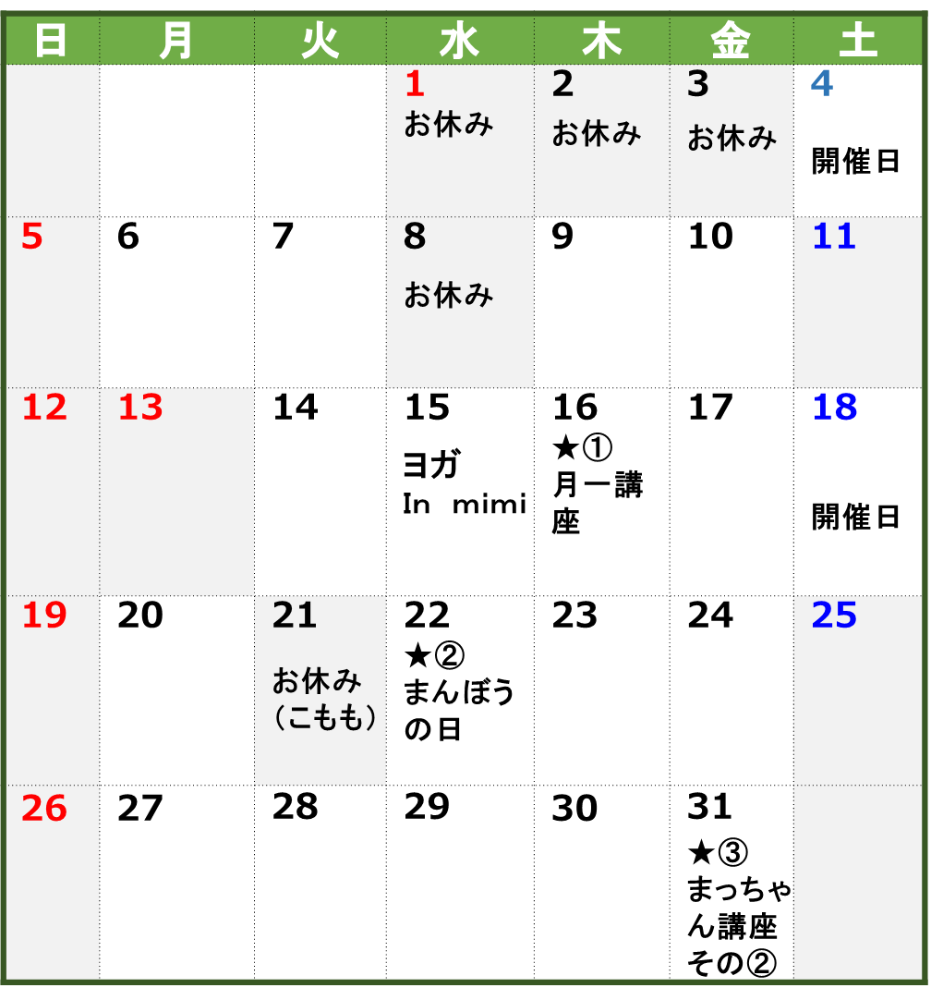 日 月 火 水 木 金 土
1 2 3 4
お休み お休み お休み
開催日
5 6 7 8 9 10 11
お休み
12 13 14 15 16 17 18
★①
ヨガ 月一講
In mimi 座 開催日
19 20 21 22 23 24 25
★②
お休み まんぼう
（こもも） の日
26 27 28 29 30 31
★③
まっちゃ
ん講座
その②